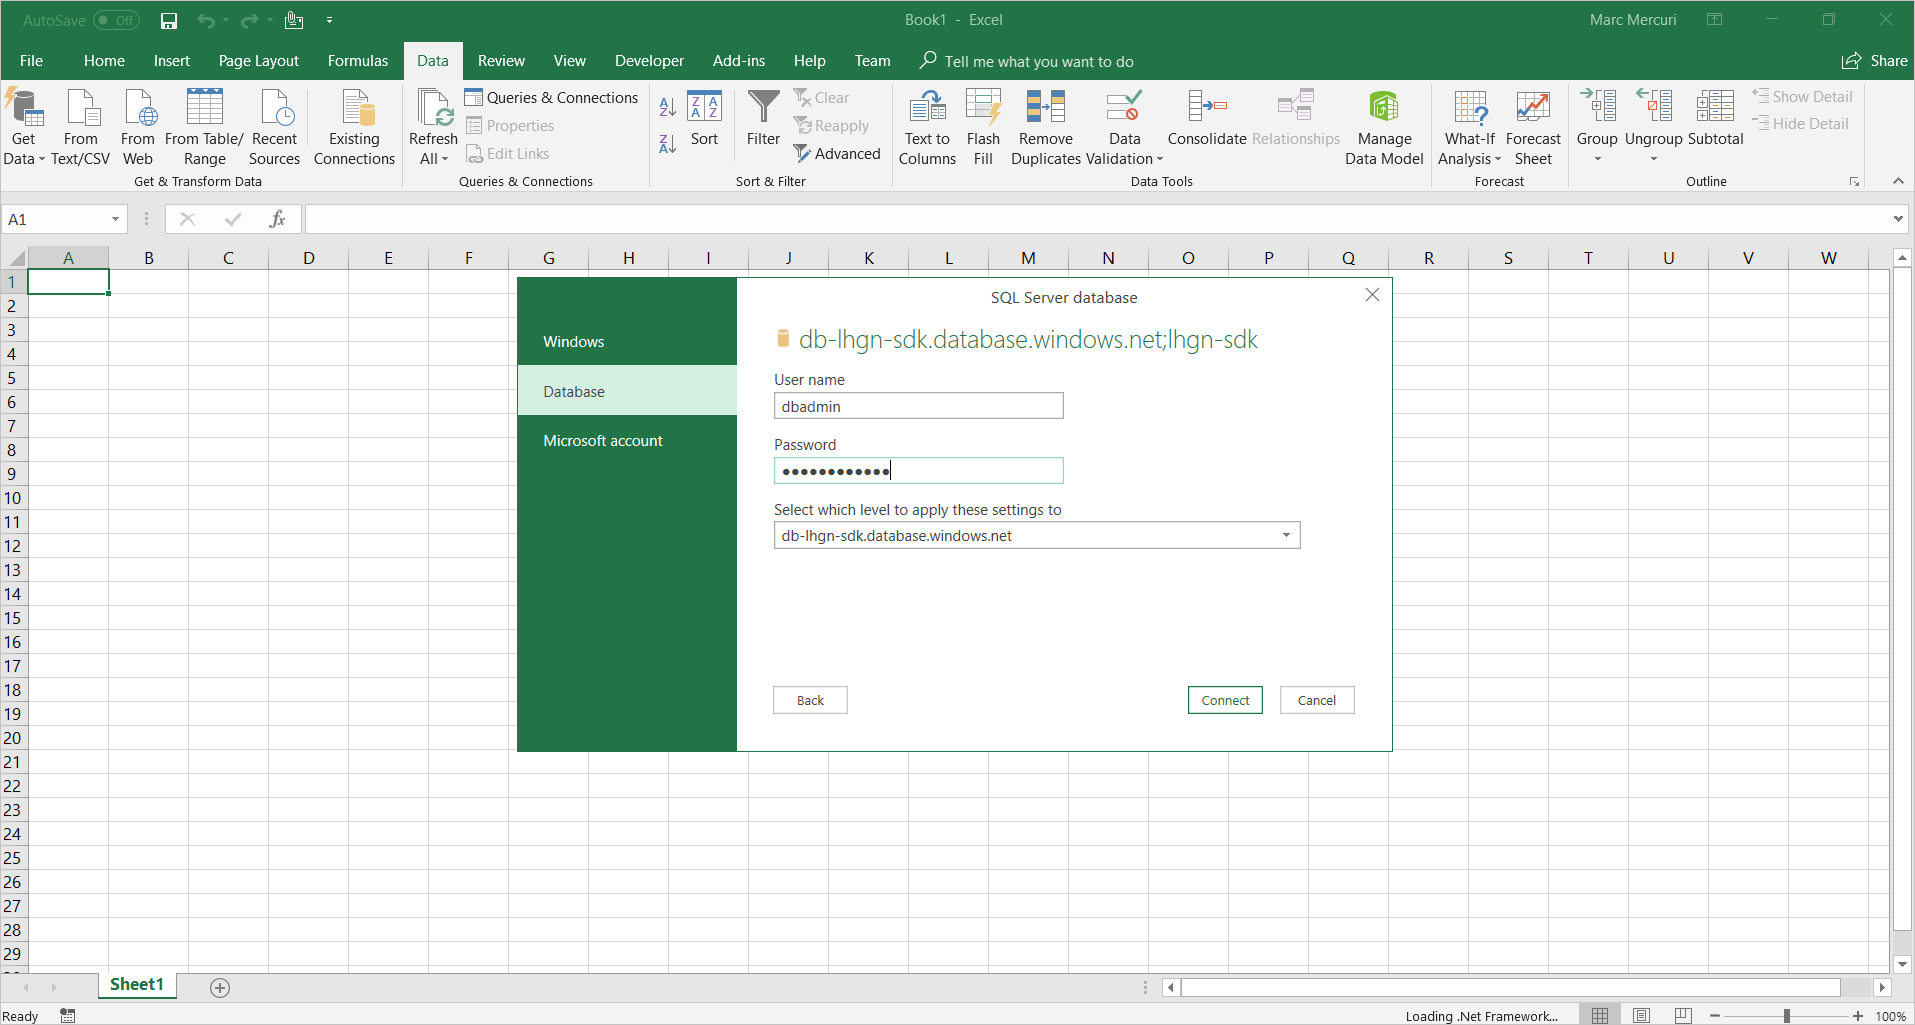 AutoSave Off
Book1 - Excel
Marc Mercuri
File Home Insert Page Layout Formulas Data Review View Developer Add-ins Help Team Tell me what you want to do Share
Get Data
From Text/CSV
From Web
From Table/ Range
Recent Sources
Existing Connections
Get & Transform Data
Refresh All
Queries & Connections
Properties
Edit Links
Queries & Connections
Sort
Filter
Clear
Reapply
Advanced
Sort & Filter
Text to Columns
Flash Fill
Remove Duplicates
Data Validation
Consolidate
Relationships
Manage Data Model
Data Tools
What-If Analysis
Forecast Sheet
Forecast
Group
Ungroup
Subtotal
Show Detail
Hide Detail
Outline
A1
fx
A B C D E F G H I J K L M N O P Q R S T U V W
1
2
3
4
5
6
7
8
9
10
11
12
13
14
15
16
17
18
19
20
21
22
23
24
25
26
27
28
29
SQL Server database
Windows
Database
Microsoft account
db-lhgn-sdk.database.windows.net;lhgn-sdk
User name
dbadmin
Password
●●●●●●●●●●●●
Select which level to apply these settings to
db-lhgn-sdk.database.windows.net
Back
Connect
Cancel
Sheet1
Ready
Loading .Net Framework...
100%